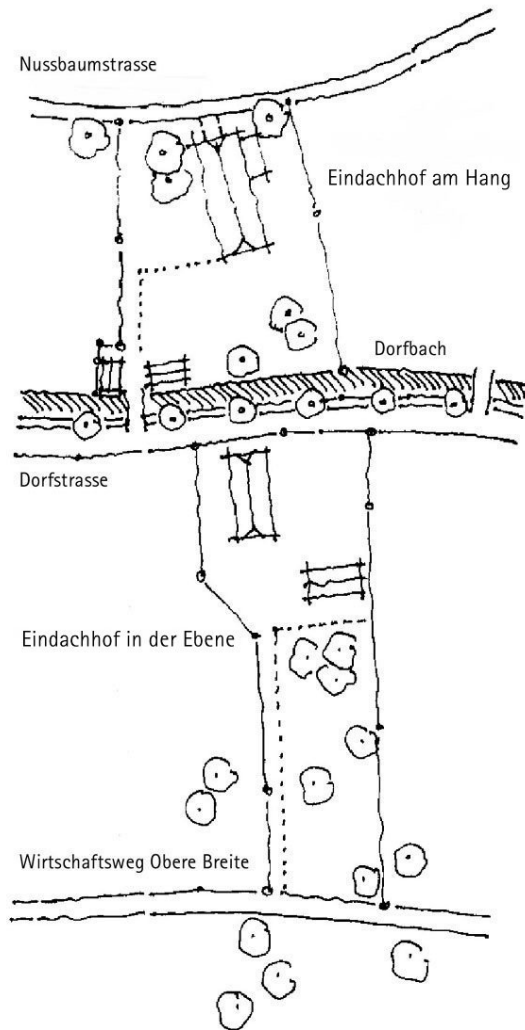 Nussbaumstrasse
Eindachhof am Hang
Dorfbach
Dorfstrasse
Eindachhof in der Ebene
Wirtschaftsweg Obere Breite